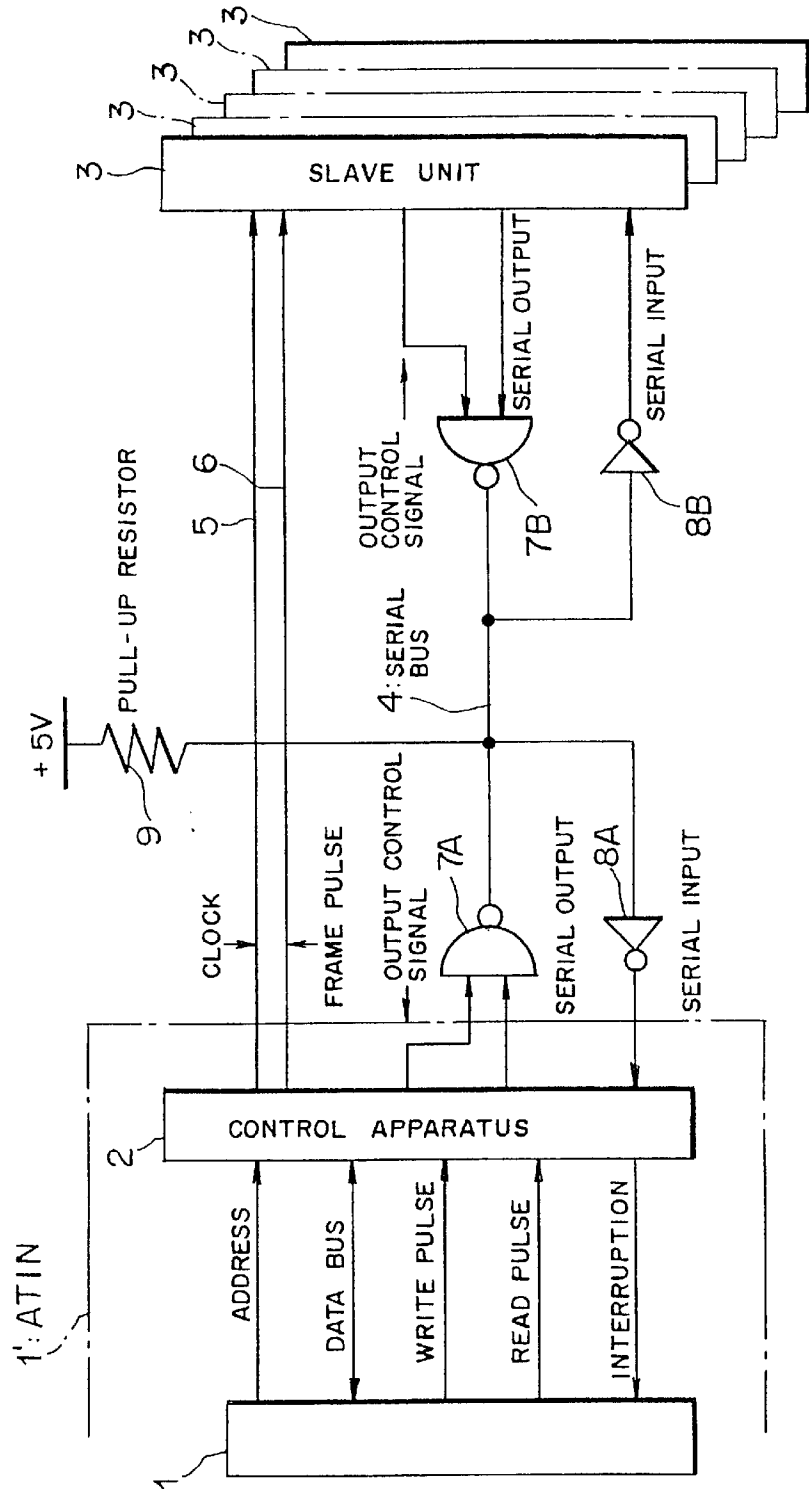 1': ATIN
1
ADDRESS
DATA BUS
WRITE PULSE
READ PULSE
INTERRUPTION
2
CONTROL APPARATUS
CLOCK
FRAME PULSE
OUTPUT CONTROL
SIGNAL
7A
SERIAL OUTPUT
8A
SERIAL INPUT
+5V
9
PULL-UP RESISTOR
4: SERIAL
BUS
5
6
OUTPUT
CONTROL
SIGNAL
7B
SERIAL OUTPUT
8B
SERIAL INPUT
3
SLAVE UNIT
3
3
3
3